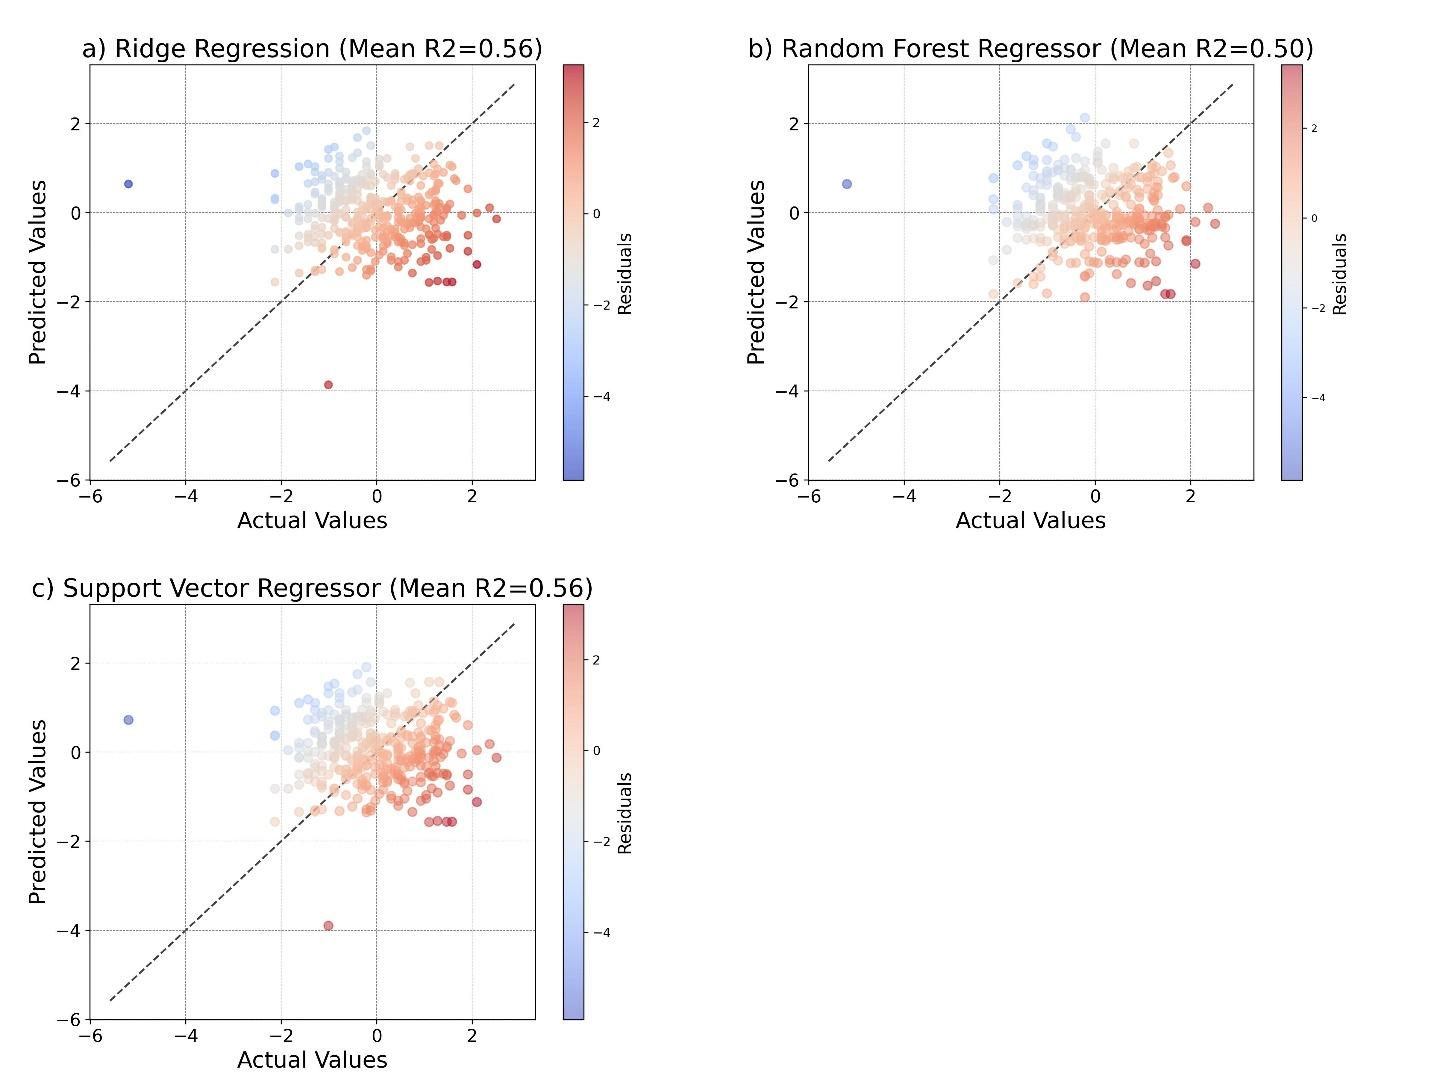 a) Ridge Regression (Mean R2=0.56)
Predicted Values
2
0
−2
−4
−6
−6 −4 −2 0 2
Actual Values
2
0
−2
−4
Residuals
b) Random Forest Regressor (Mean R2=0.50)
Predicted Values
2
0
−2
−4
−6
−6 −4 −2 0 2
Actual Values
2
0
−2
−4
Residuals
c) Support Vector Regressor (Mean R2=0.56)
Predicted Values
2
0
−2
−4
−6
−6 −4 −2 0 2
Actual Values
2
0
−2
−4
Residuals